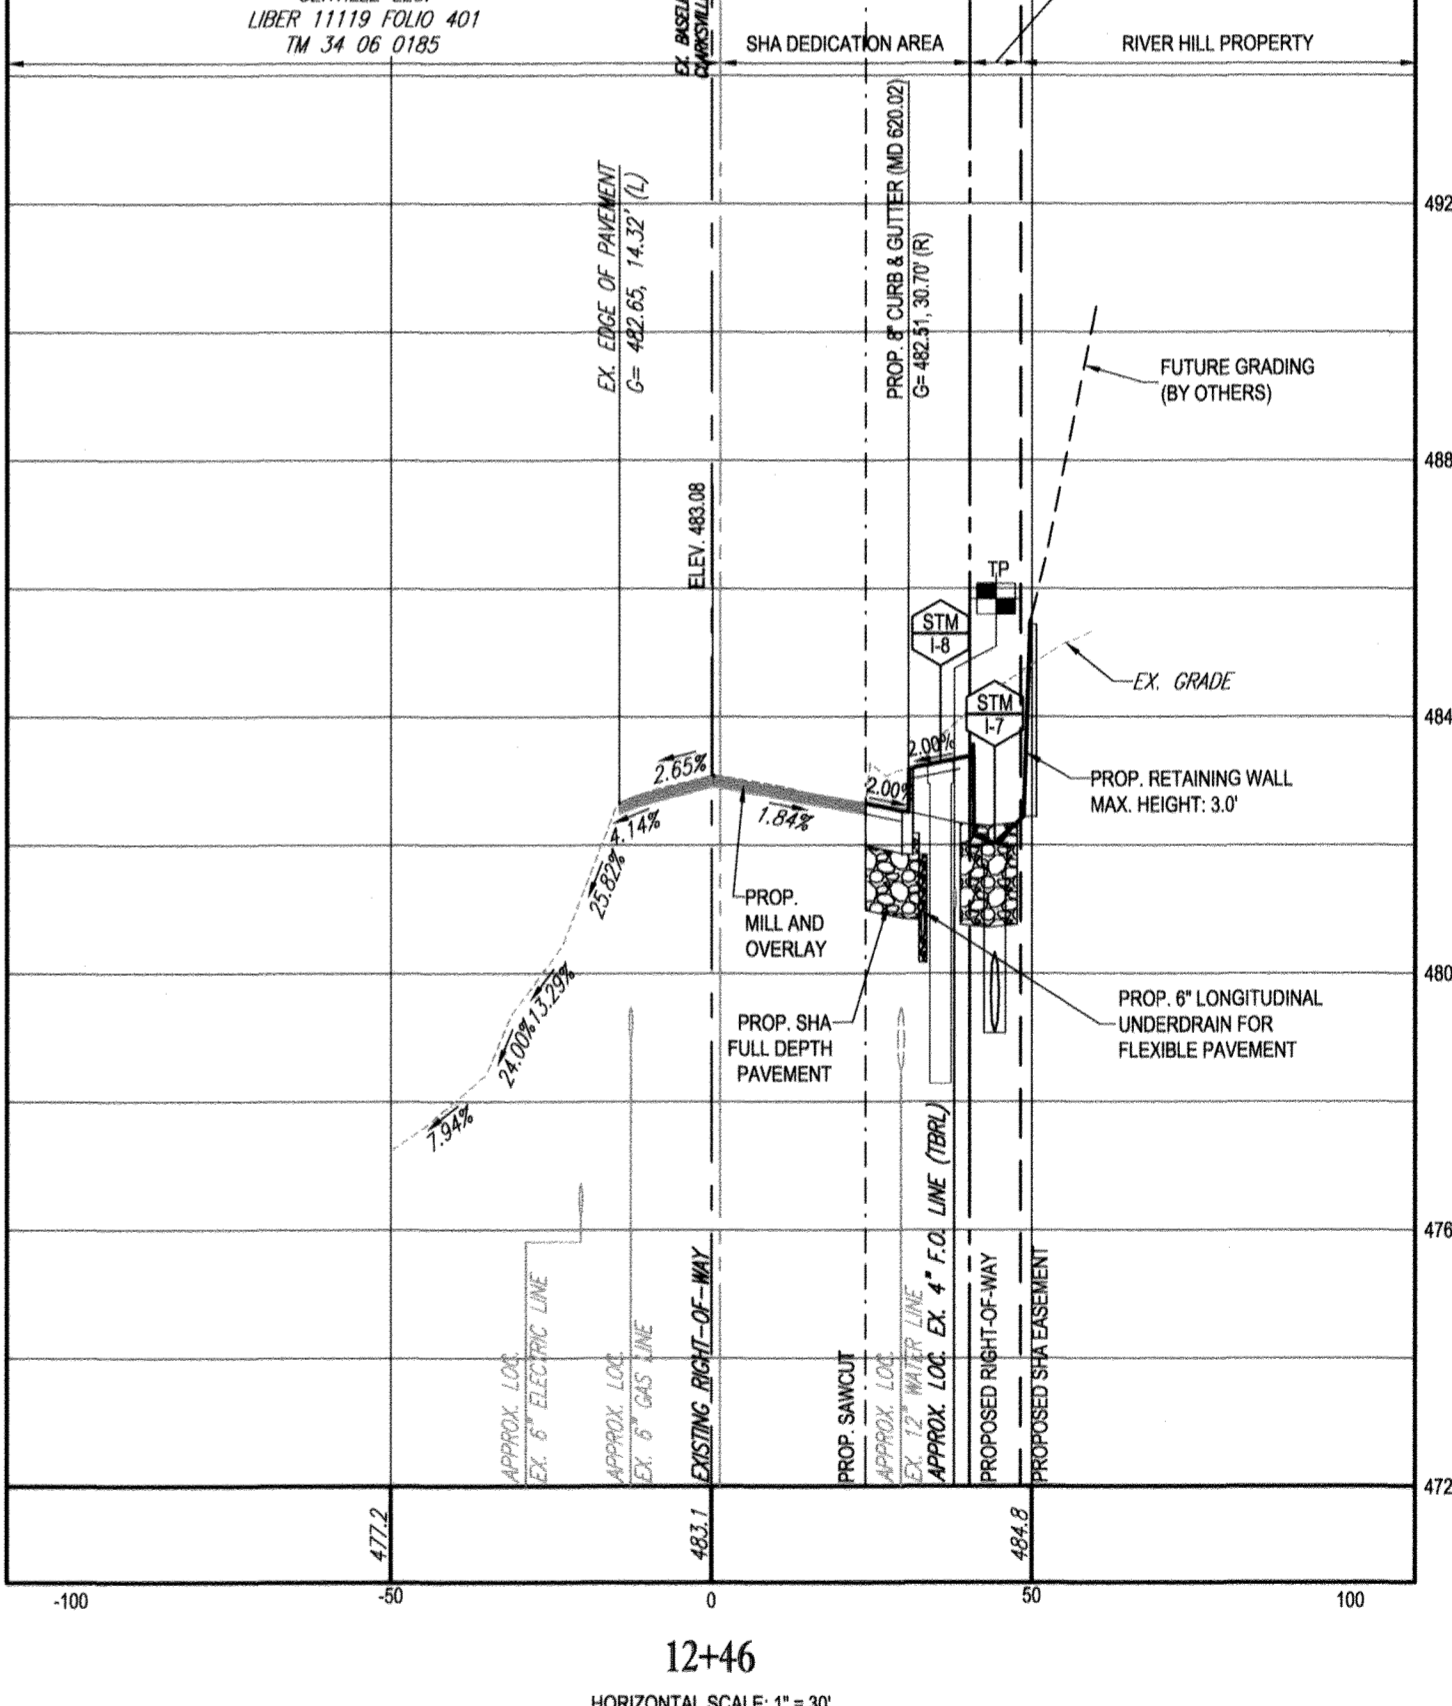 LIBER 11119 FOLIO 401
TM 34 06 0185
EX. BASELINE
CLARKSVILLE
SHA DEDICATION AREA
RIVER HILL PROPERTY
EX. EDGE OF PAVEMENT
G= 482.65, 14.32' (L)
PROP. 8" CURB & GUTTER (MD 620.02)
G= 482.51, 30.70' (R)
492
FUTURE GRADING
(BY OTHERS)
488
ELEV. 483.08
TP
STM
I-8
EX. GRADE
STM
I-7
484
2.00%
2.65%
2.00%
PROP. RETAINING WALL
MAX. HEIGHT: 3.0'
4.14%
1.84%
25.82%
PROP.
MILL AND
OVERLAY
480
13.29%
24.00%
PROP. SHA
FULL DEPTH
PAVEMENT
PROP. 6" LONGITUDINAL
UNDERDRAIN FOR
FLEXIBLE PAVEMENT
7.94%
476
APPROX. LOC.
EX. 6" ELECTRIC LINE
APPROX. LOC.
EX. 6" GAS LINE
EXISTING RIGHT-OF-WAY
PROP. SAWCUT
APPROX. LOC.
EX. 12" WATER LINE
APPROX. LOC. EX. 4" F.O. LINE (TBRL)
PROPOSED RIGHT-OF-WAY
PROPOSED SHA EASEMENT
472
477.2
483.1
484.8
-100
-50
0
50
100
12+46
HORIZONTAL SCALE: 1" = 30'